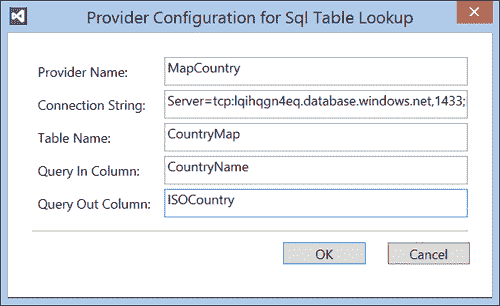 Provider Configuration for Sql Table Lookup
Provider Name: MapCountry
Connection String: Server=tcp:lqihqgn4eq.database.windows.net,1433;
Table Name: CountryMap
Query In Column: CountryName
Query Out Column: ISOCountry
OK Cancel